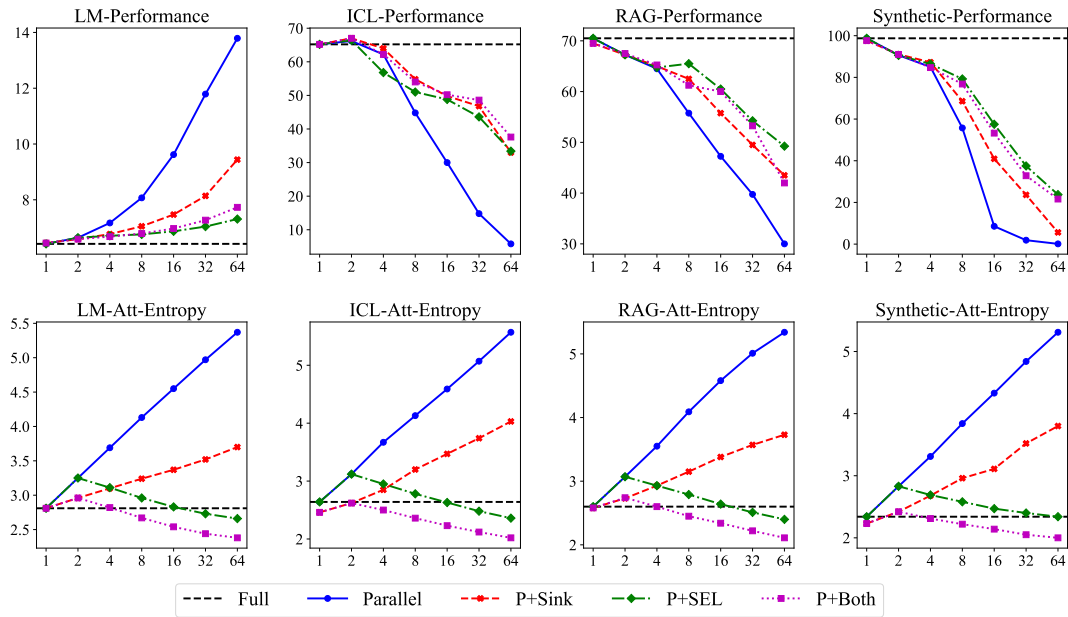 LM-Performance
14
12
10
8
1 2 4 8 16 32 64
ICL-Performance
70
60
50
40
30
20
10
1 2 4 8 16 32 64
RAG-Performance
70
60
50
40
30
1 2 4 8 16 32 64
Synthetic-Performance
100
80
60
40
20
0
1 2 4 8 16 32 64
LM-Att-Entropy
5.5
5.0
4.5
4.0
3.5
3.0
2.5
1 2 4 8 16 32 64
ICL-Att-Entropy
5
4
3
2
1 2 4 8 16 32 64
RAG-Att-Entropy
5
4
3
2
1 2 4 8 16 32 64
Synthetic-Att-Entropy
5
4
3
2
1 2 4 8 16 32 64
Full Parallel P+Sink P+SEL P+Both